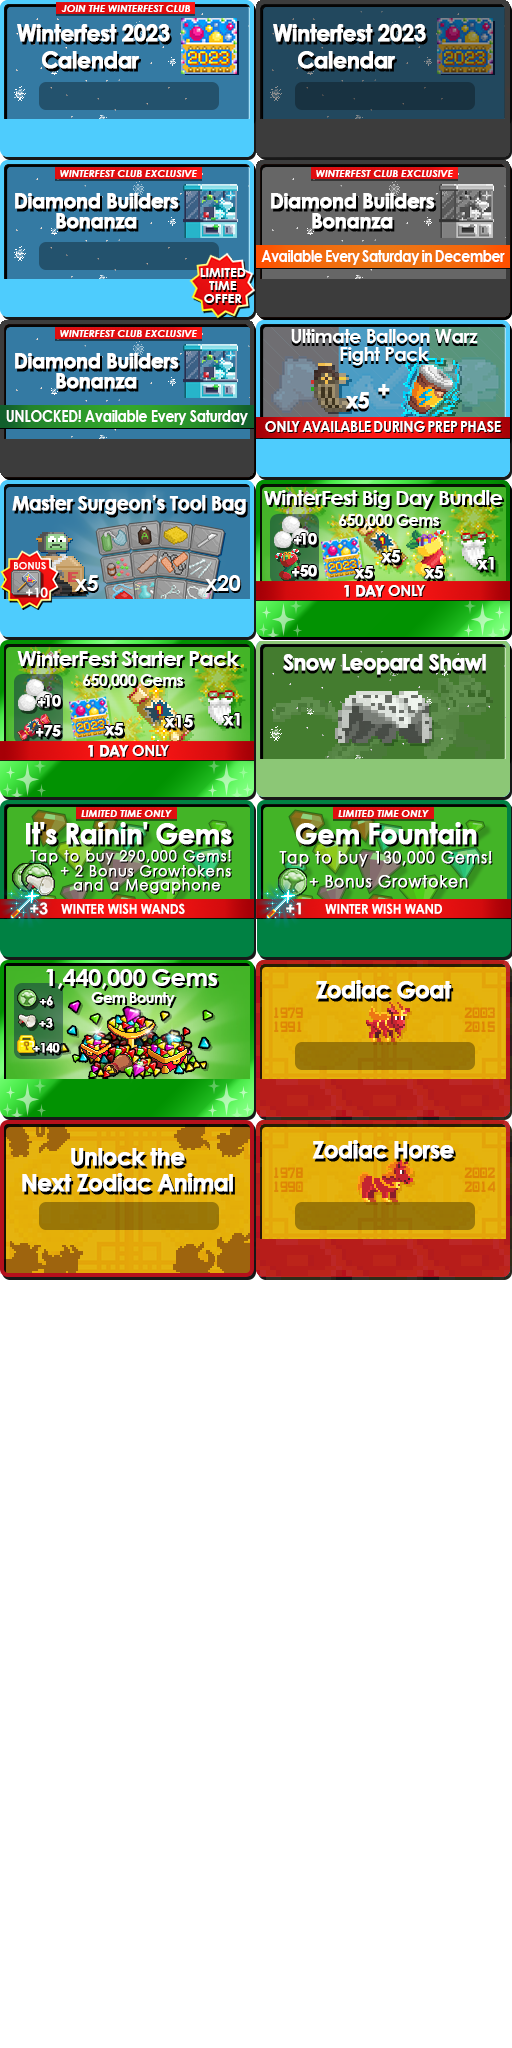 JOIN THE WINTERFEST CLUB
Winterfest 2023
Calendar
2023
Winterfest 2023
Calendar
2023
WINTERFEST CLUB EXCLUSIVE
Diamond Builders
Bonanza
LIMITED
TIME
OFFER
WINTERFEST CLUB EXCLUSIVE
Diamond Builders
Bonanza
Available Every Saturday in December
WINTERFEST CLUB EXCLUSIVE
Diamond Builders
Bonanza
UNLOCKED! Available Every Saturday
Ultimate Balloon Warz
Fight Pack
x5 +
ONLY AVAILABLE DURING PREP PHASE
Master Surgeon's Tool Bag
BONUS
+10
x5
x20
WinterFest Big Day Bundle
650,000 Gems
+10
+50
2023
x5
x5
x5
x1
1 DAY ONLY
WinterFest Starter Pack
650,000 Gems
+10
+75
2023
x5
x15
x1
1 DAY ONLY
Snow Leopard Shawl
LIMITED TIME ONLY
It's Rainin' Gems
Tap to buy 290,000 Gems!
+ 2 Bonus Growtokens
and a Megaphone
+3 WINTER WISH WANDS
LIMITED TIME ONLY
Gem Fountain
Tap to buy 130,000 Gems!
+ Bonus Growtoken
+1 WINTER WISH WAND
1,440,000 Gems
Gem Bounty
+6
+3
+140
Zodiac Goat
1979 2003
1991 2015
Unlock the
Next Zodiac Animal
Zodiac Horse
1978 2002
1990 2014